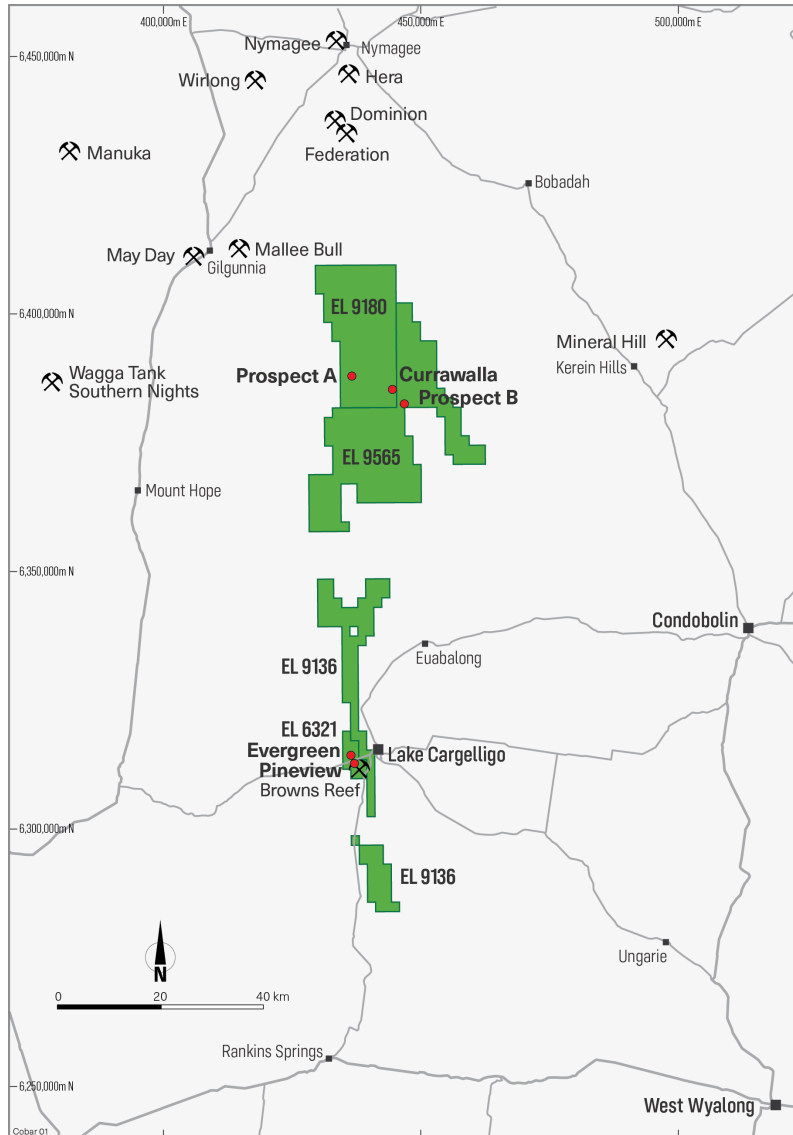 400,000m E
450,000m E
500,000m E
Nymagee
Nymagee
6,450,000m N
Wirlong
Hera
Dominion
Federation
Manuka
Bobadah
May Day
Mallee Bull
Gilgunnia
EL 9180
6,400,000m N
Mineral Hill
Kerein Hills
Wagga Tank
Southern Nights
Prospect A
Currawalla
Prospect B
EL 9565
Mount Hope
6,350,000m N
Condobolin
Euabalong
EL 9136
EL 6321
Evergreen
Lake Cargelligo
Pineview
Browns Reef
6,300,000m N
EL 9136
Ungarie
N
0
20
40 km
Rankins Springs
6,250,000m N
West Wyalong
Cobar 01